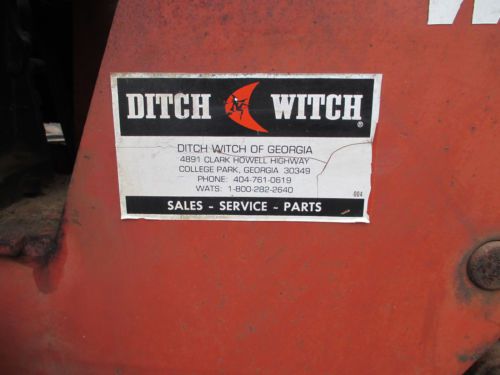 DITCH WITCH®
DITCH WITCH OF GEORGIA
4891 CLARK HOWELL HIGHWAY
COLLEGE PARK, GEORGIA 30349
PHONE: 404-761-0619
WATS: 1-800-282-2640
004
SALES - SERVICE - PARTS